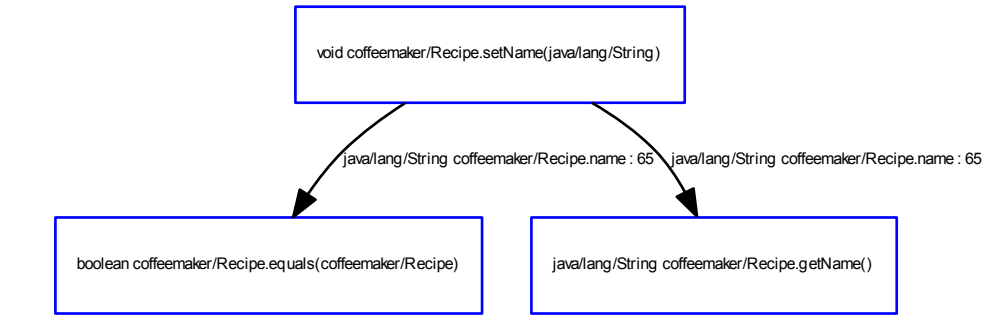 void coffeemaker/Recipe.setName(java/lang/String)
java/lang/String coffeemaker/Recipe.name : 65
java/lang/String coffeemaker/Recipe.name : 65
boolean coffeemaker/Recipe.equals(coffeemaker/Recipe)
java/lang/String coffeemaker/Recipe.getName()